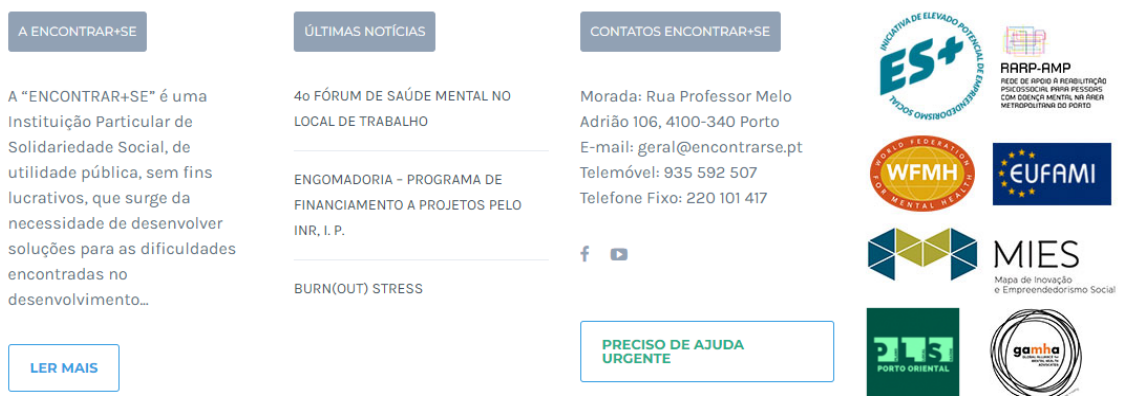 A ENCONTRAR+SE
A “ENCONTRAR+SE” é uma
Instituição Particular de
Solidariedade Social, de
utilidade pública, sem fins
lucrativos, que surge da
necessidade de desenvolver
soluções para as dificuldades
encontradas no
desenvolvimento...
LER MAIS
ÚLTIMAS NOTÍCIAS
4o FÓRUM DE SAÚDE MENTAL NO
LOCAL DE TRABALHO
ENGOMADORIA – PROGRAMA DE
FINANCIAMENTO A PROJETOS PELO
INR, I. P.
BURN(OUT) STRESS
CONTATOS ENCONTRAR+SE
Morada: Rua Professor Melo
Adrião 106, 4100-340 Porto
E-mail: geral@encontrarse.pt
Telemóvel: 935 592 507
Telefone Fixo: 220 101 417
PRECISO DE AJUDA
URGENTE
INICIATIVA DE ELEVADO POTENCIAL DE EMPREENDEDORISMO SOCIAL
ES+
RARP-AMP
REDE DE APOIO A REABILITAÇÃO
PSICOSSOCIAL PARA PESSOAS
COM DOENÇA MENTAL NA ÁREA
METROPOLITANA DO PORTO
WORLD FEDERATION
WFMH
FOR MENTAL HEALTH
EUFAMI
MIES
Mapa de Inovação
e Empreendedorismo Social
PLS
PORTO ORIENTAL
gamha
GLOBAL ALLIANCE for
MENTAL HEALTH
ADVOCATES